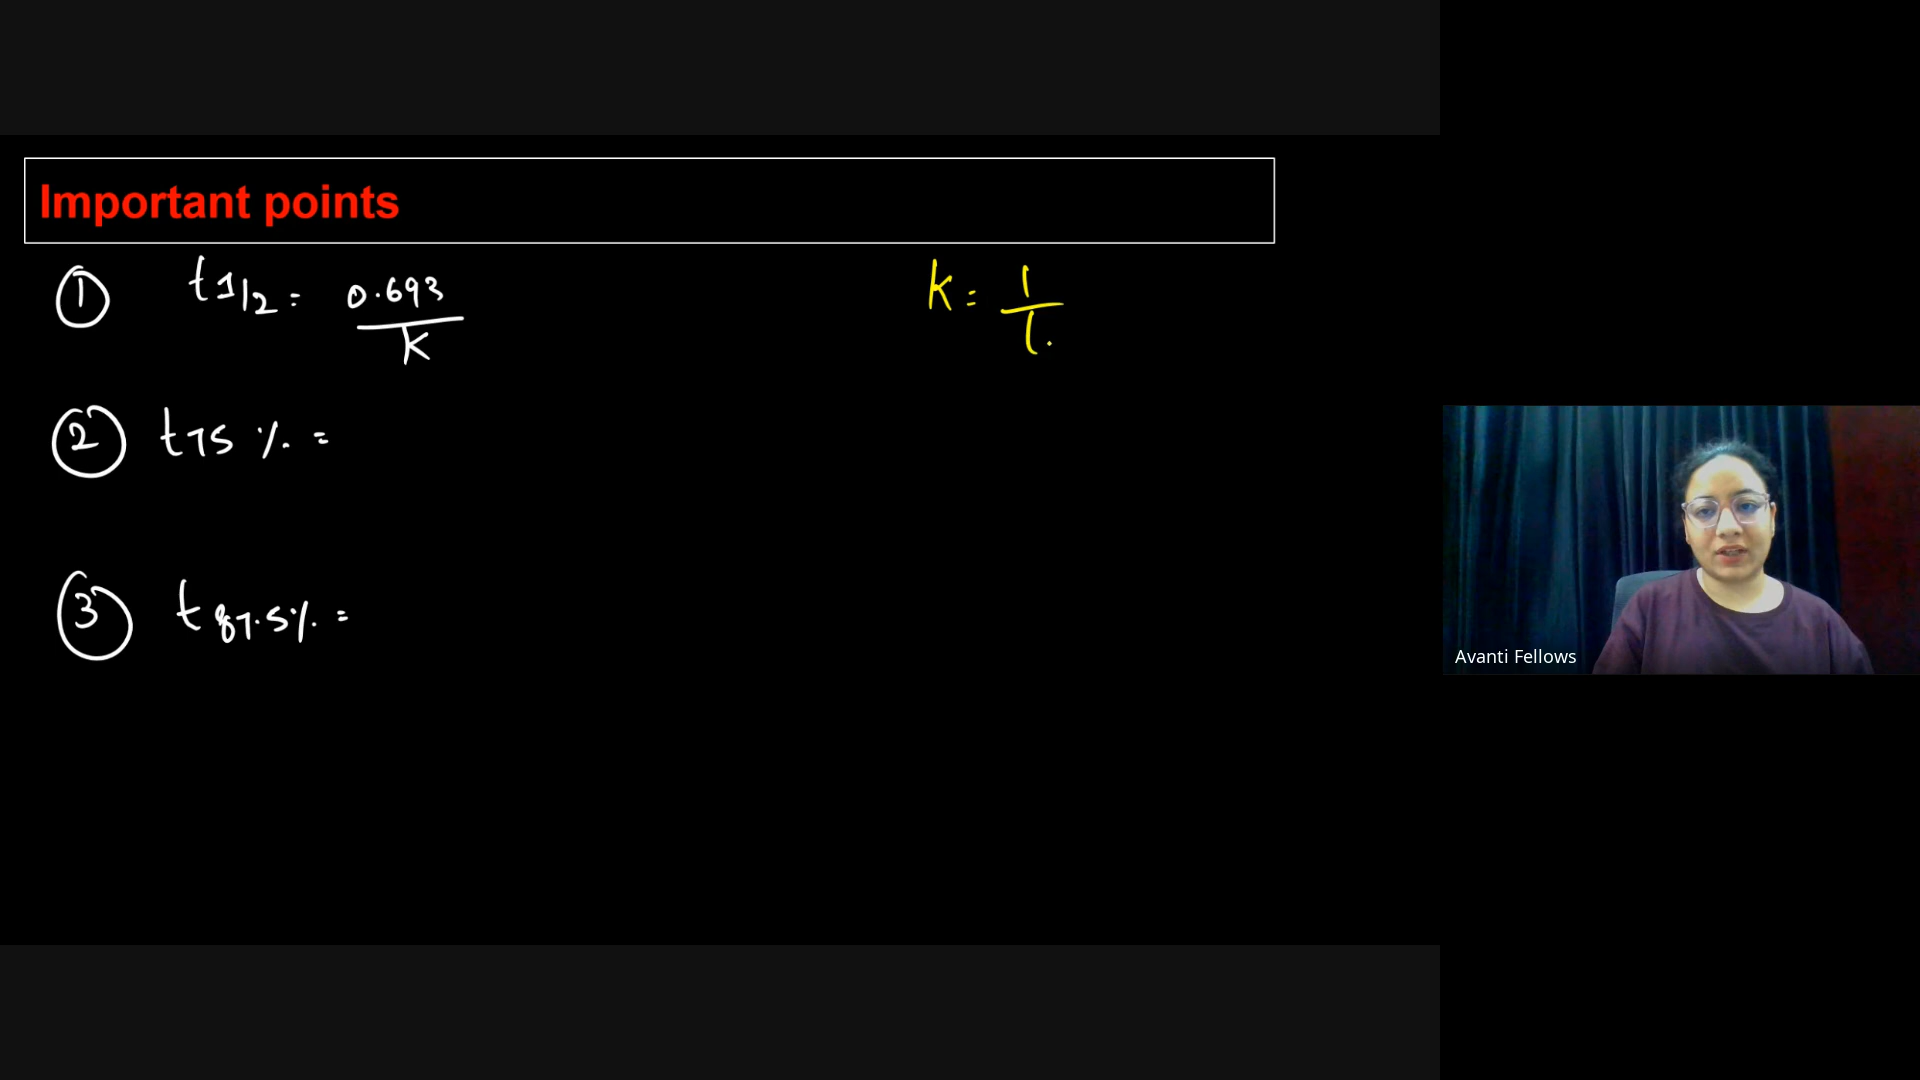 Important points
① t1/2 = 0.693/K
k = 1/(.
② t75 % =
③ t87.5% =
Avanti Fellows